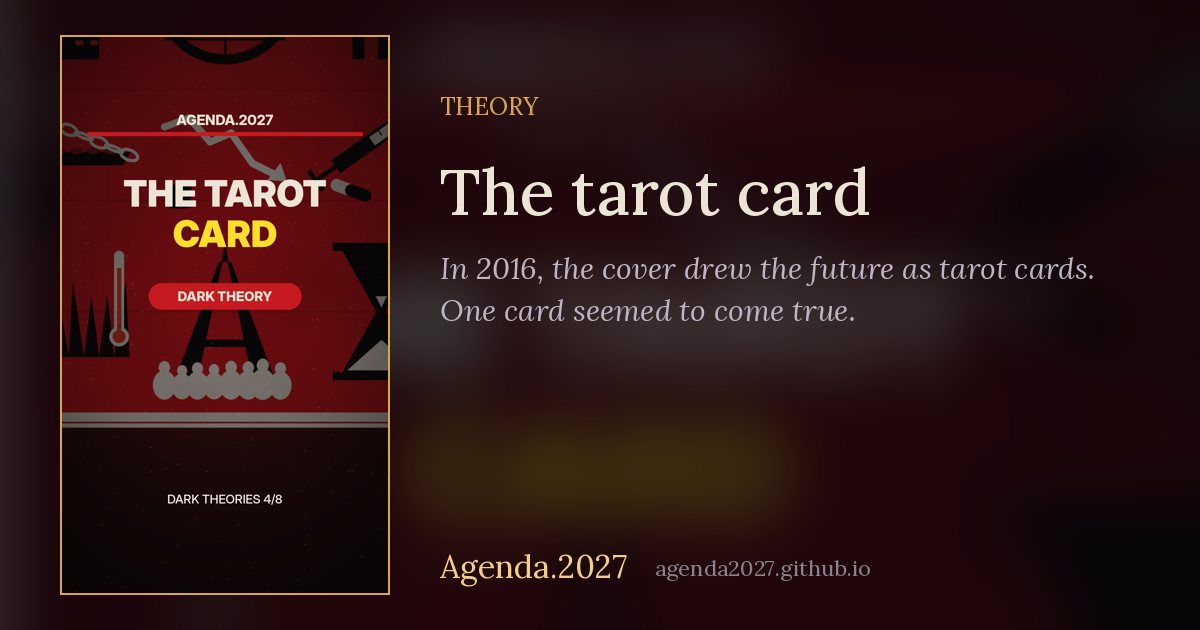 AGENDA.2027
THE TAROT
CARD
DARK THEORY
DARK THEORIES 4/8
THEORY
The tarot card
In 2016, the cover drew the future as tarot cards.
One card seemed to come true.
Agenda.2027 agenda2027.github.io